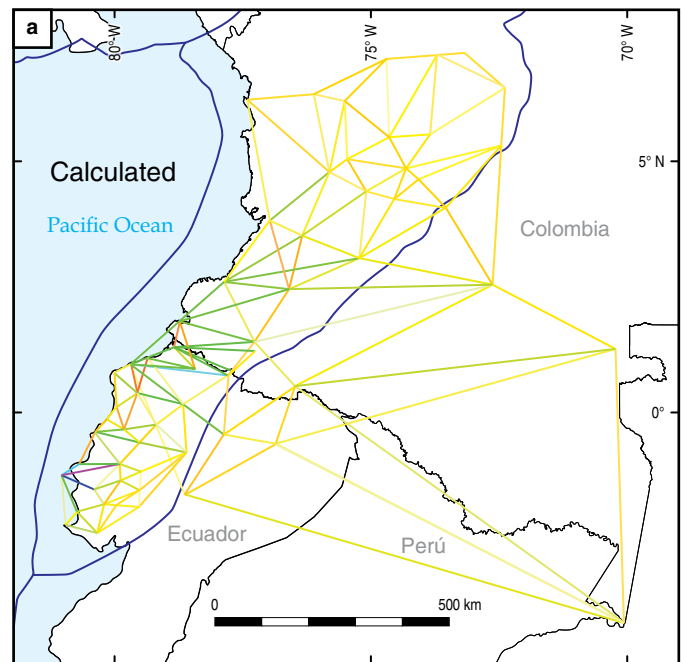 a
80° W
75° W
70° W
Calculated
5° N
Pacific Ocean
Colombia
0°
Ecuador
Perú
0
500 km